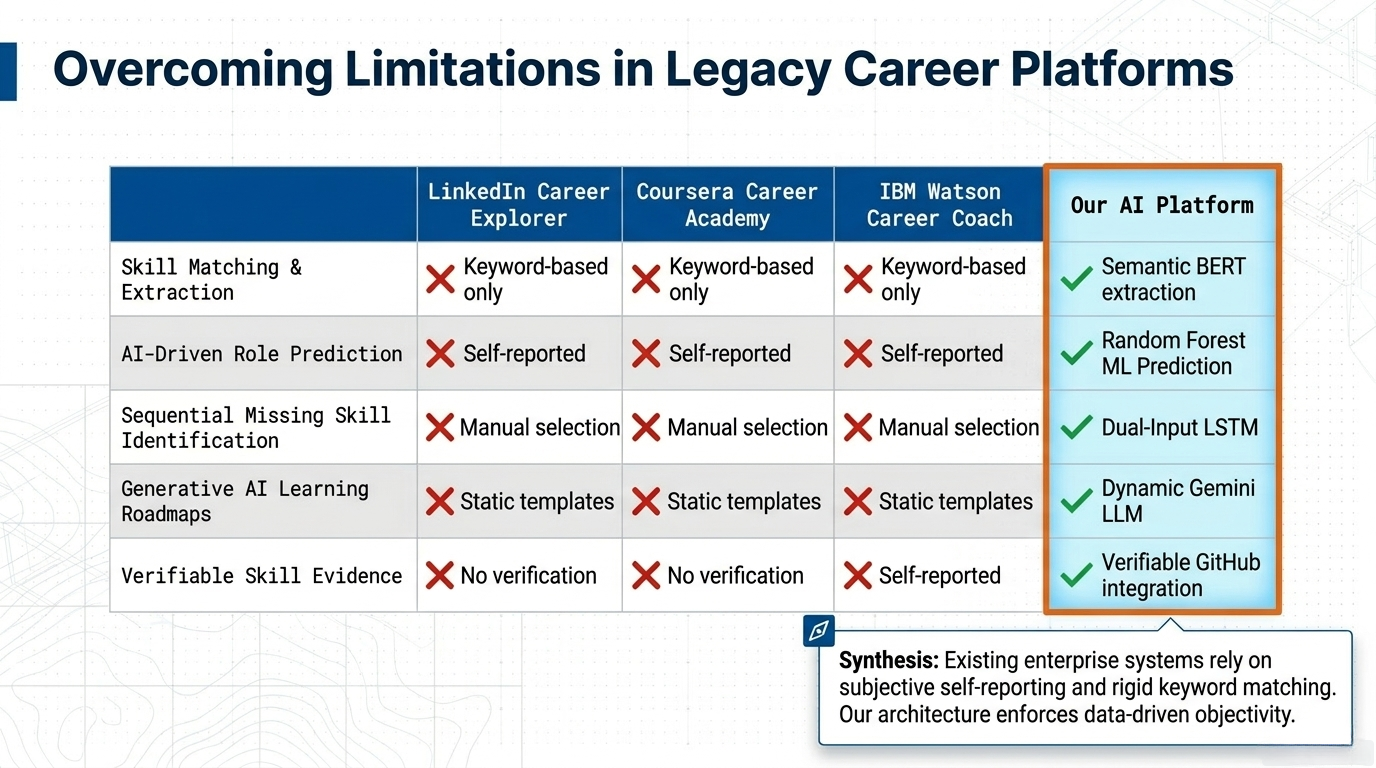 Overcoming Limitations in Legacy Career Platforms
LinkedIn Career
Explorer
Coursera Career
Academy
IBM Watson
Career Coach
Our AI Platform
Skill Matching &
Extraction
Keyword-based
only
Keyword-based
only
Keyword-based
only
Semantic BERT
extraction
AI-Driven Role Prediction
Self-reported
Self-reported
Self-reported
Random Forest
ML Prediction
Sequential Missing Skill
Identification
Manual selection
Manual selection
Manual selection
Dual-Input LSTM
Generative AI Learning
Roadmaps
Static templates
Static templates
Static templates
Dynamic Gemini
LLM
Verifiable Skill Evidence
No verification
No verification
Self-reported
Verifiable GitHub
integration
Synthesis: Existing enterprise systems rely on
subjective self-reporting and rigid keyword matching.
Our architecture enforces data-driven objectivity.